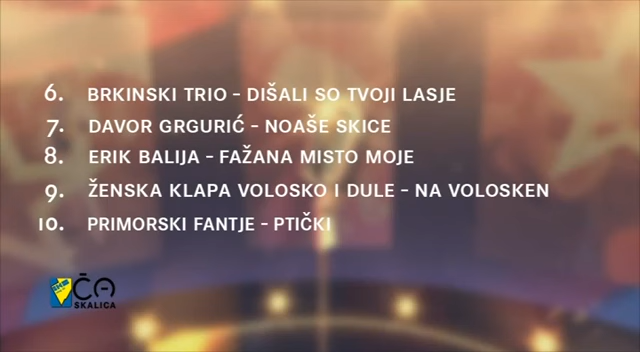 6. BRKINSKI TRIO - DIŠALI SO TVOJI LASJE
7. DAVOR GRGURIĆ - NOAŠE SKICE
8. ERIK BALIJA - FAŽANA MISTO MOJE
9. ŽENSKA KLAPA VOLOSKO I DULE - NA VOLOSKEN
10. PRIMORSKI FANTJE - PTIČKI
ČA
SKALICA